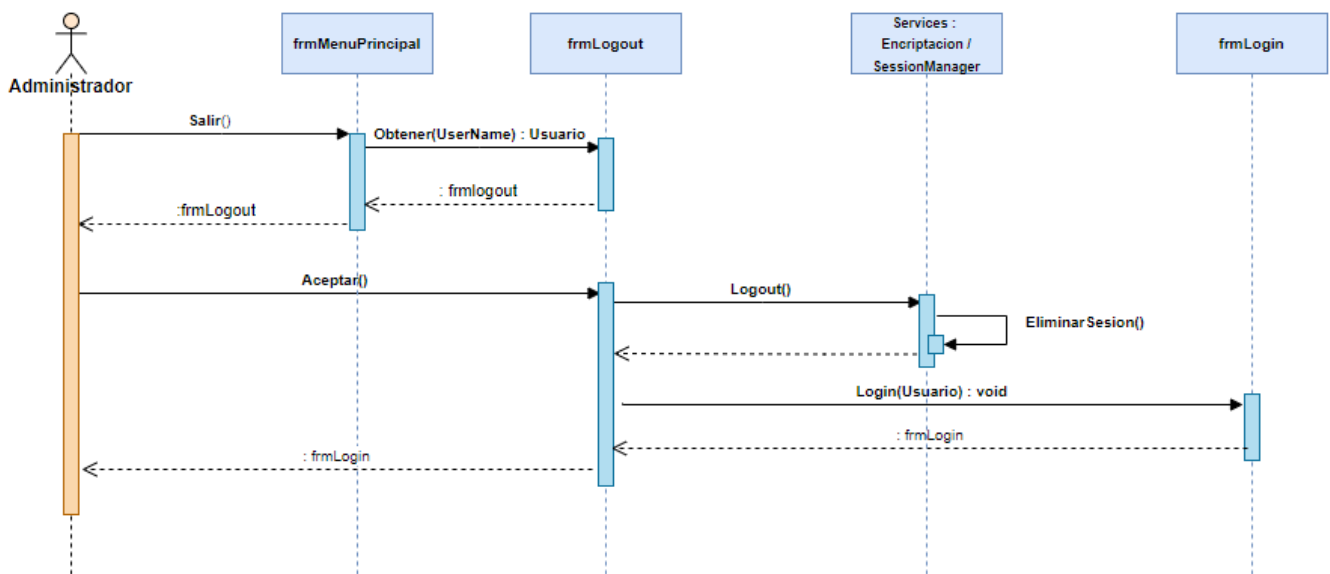 Services :
Encriptacion /
SessionManager
frmMenuPrincipal
frmLogout
frmLogin
Administrador
Salir()
Obtener(UserName) : Usuario
: frmlogout
:frmLogout
Aceptar()
Logout()
EliminarSesion()
Login(Usuario) : void
: frmLogin
: frmLogin